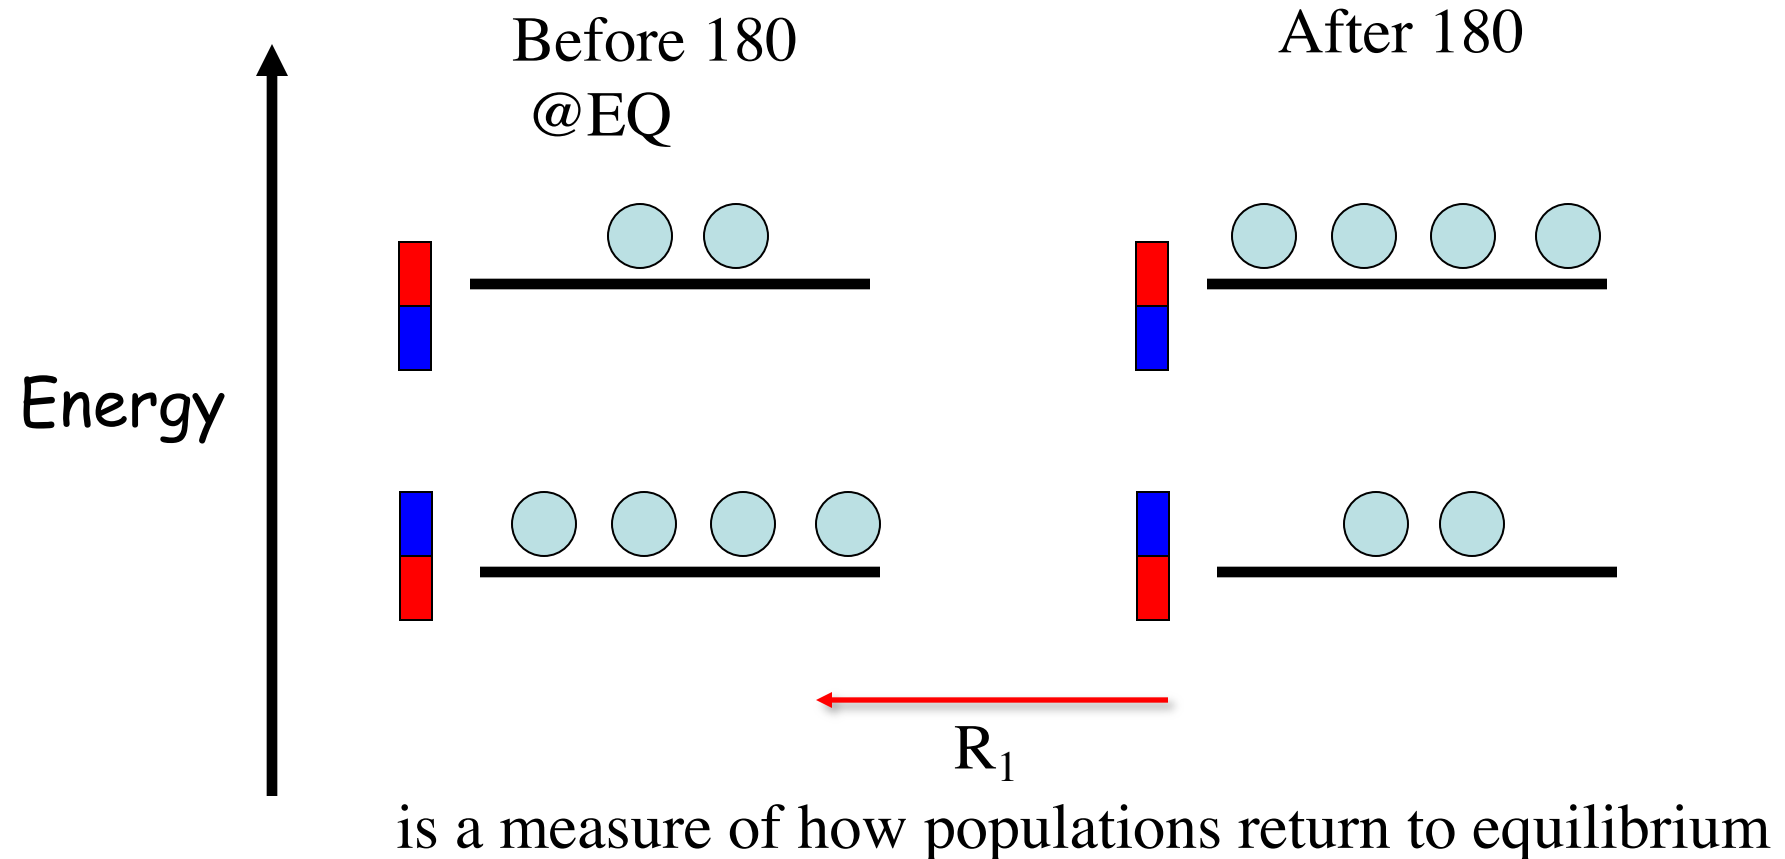 Before 180
@EQ
After 180
Energy
R₁
is a measure of how populations return to equilibrium